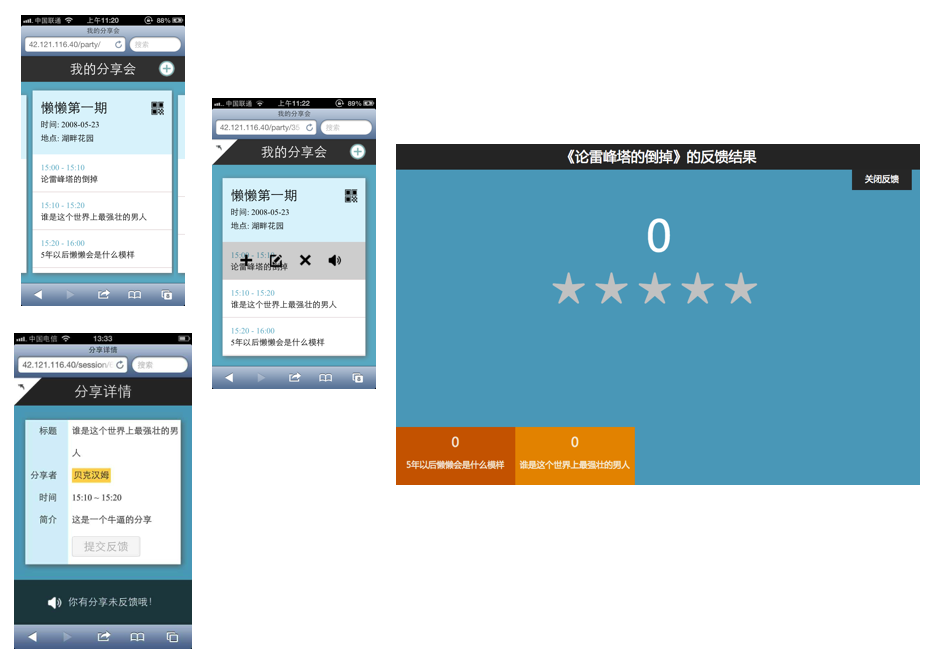 中国联通 上午11:20 88%
我的分享会
42.121.116.40/party/ 搜索
我的分享会
懒懒第一期
时间: 2008-05-23
地点: 湖畔花园
15:00 - 15:10
论雷峰塔的倒掉
15:10 - 15:20
谁是这个世界上最强壮的男人
15:20 - 16:00
5年以后懒懒会是什么模样
中国联通 上午11:22 89%
我的分享会
42.121.116.40/party/35 搜索
我的分享会
懒懒第一期
时间: 2008-05-23
地点: 湖畔花园
15:00 - 15:10
论雷峰塔的倒掉
15:10 - 15:20
谁是这个世界上最强壮的男人
15:20 - 16:00
5年以后懒懒会是什么模样
中国电信 13:33
分享详情
42.121.116.40/session/ 搜索
分享详情
标题 谁是这个世界上最强壮的男
人
分享者 贝克汉姆
时间 15:10 ~ 15:20
简介 这是一个牛逼的分享
提交反馈
你有分享未反馈哦!
《论雷峰塔的倒掉》的反馈结果
关闭反馈
0
0
5年以后懒懒会是什么模样
0
谁是这个世界上最强壮的男人